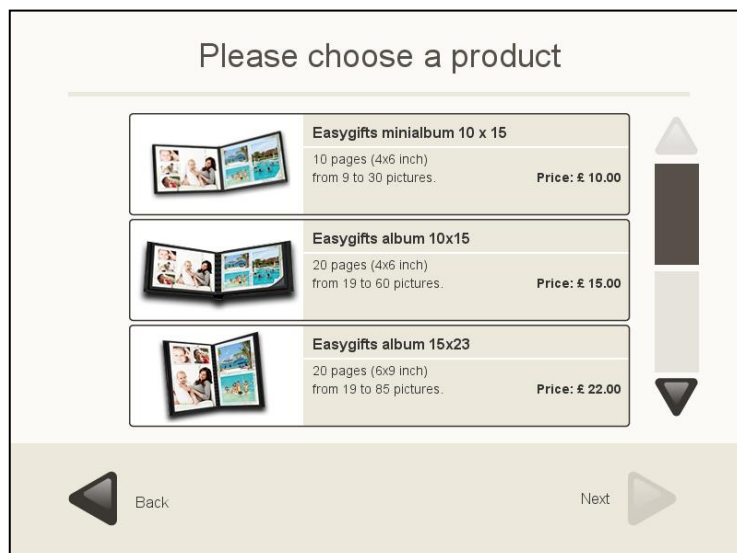 Please choose a product
Easygifts minialbum 10 x 15
10 pages (4x6 inch)
from 9 to 30 pictures.
Price: £ 10.00
Easygifts album 10x15
20 pages (4x6 inch)
from 19 to 60 pictures.
Price: £ 15.00
Easygifts album 15x23
20 pages (6x9 inch)
from 19 to 85 pictures.
Price: £ 22.00
Back
Next